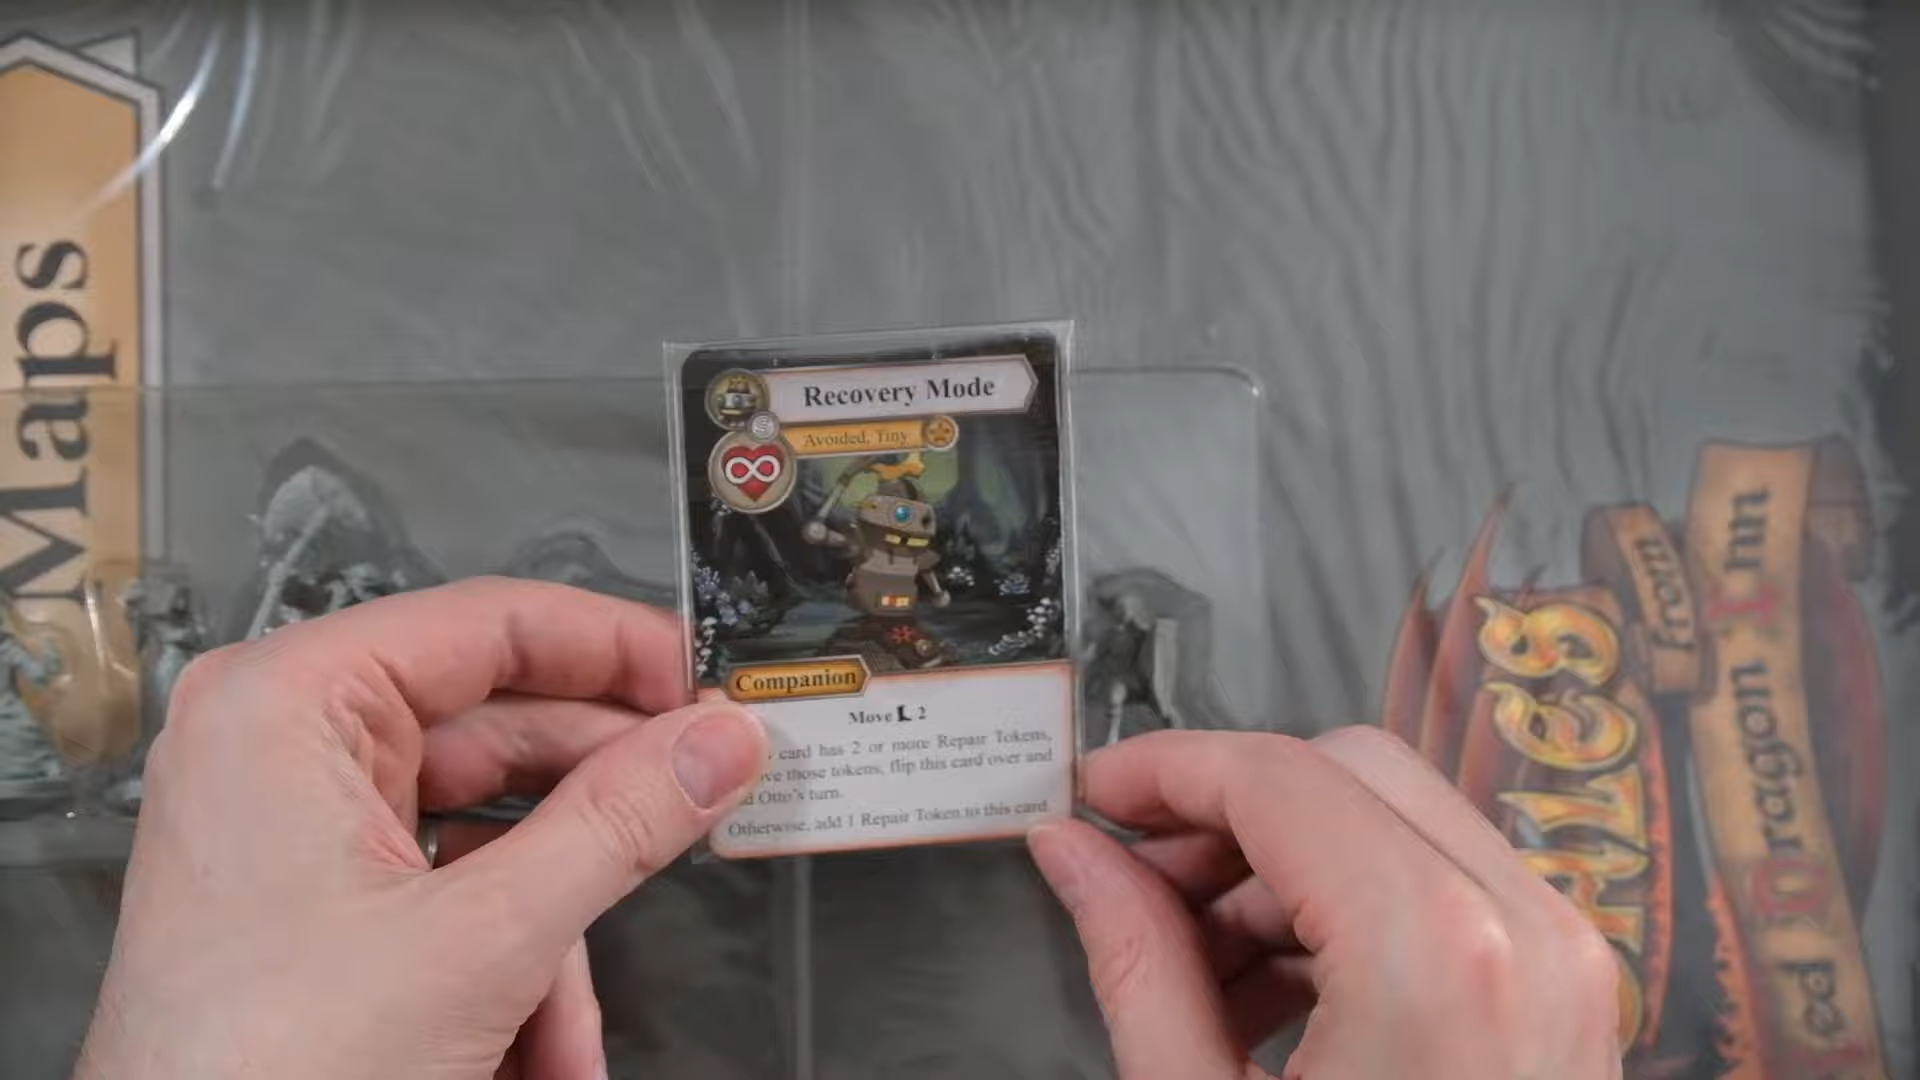 Maps
Recovery Mode
S
Avoided, Tiny
Companion
Move 2
card has 2 or more Repair Tokens,
those tokens, flip this card over and
Otto's turn.
Otherwise, add 1 Repair Token to this card.
from
Dragon Inn